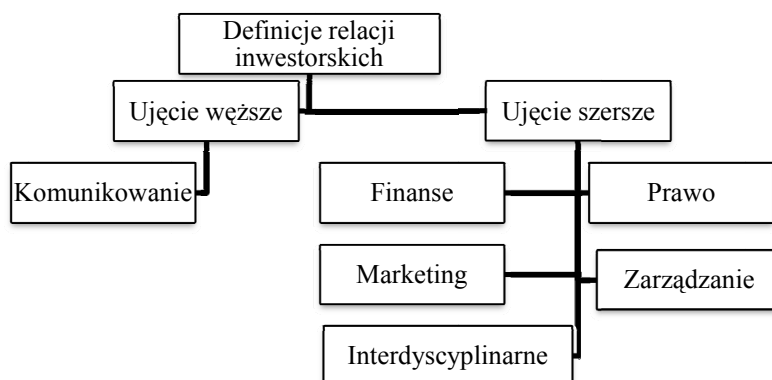 Definicje relacji
inwestorskich
Ujęcie węższe
Ujęcie szersze
Komunikowanie
Finanse
Prawo
Marketing
Zarządzanie
Interdyscyplinarne